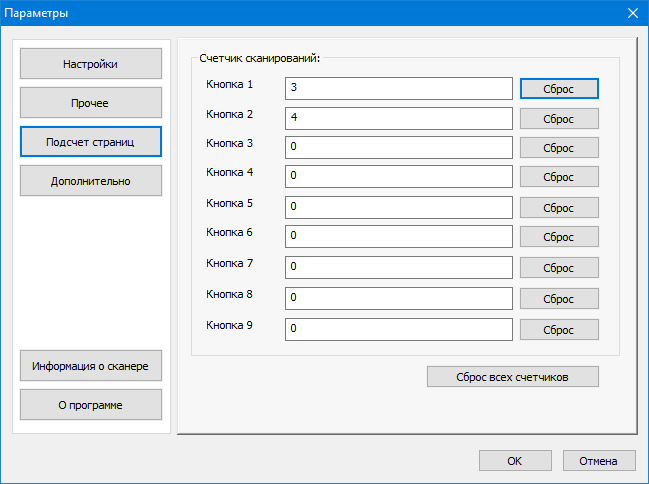 Параметры
Настройки
Прочее
Подсчет страниц
Дополнительно
Информация о сканере
О программе
Счетчик сканирований:
Кнопка 1 3 Сброс
Кнопка 2 4 Сброс
Кнопка 3 0 Сброс
Кнопка 4 0 Сброс
Кнопка 5 0 Сброс
Кнопка 6 0 Сброс
Кнопка 7 0 Сброс
Кнопка 8 0 Сброс
Кнопка 9 0 Сброс
Сброс всех счетчиков
OK Отмена